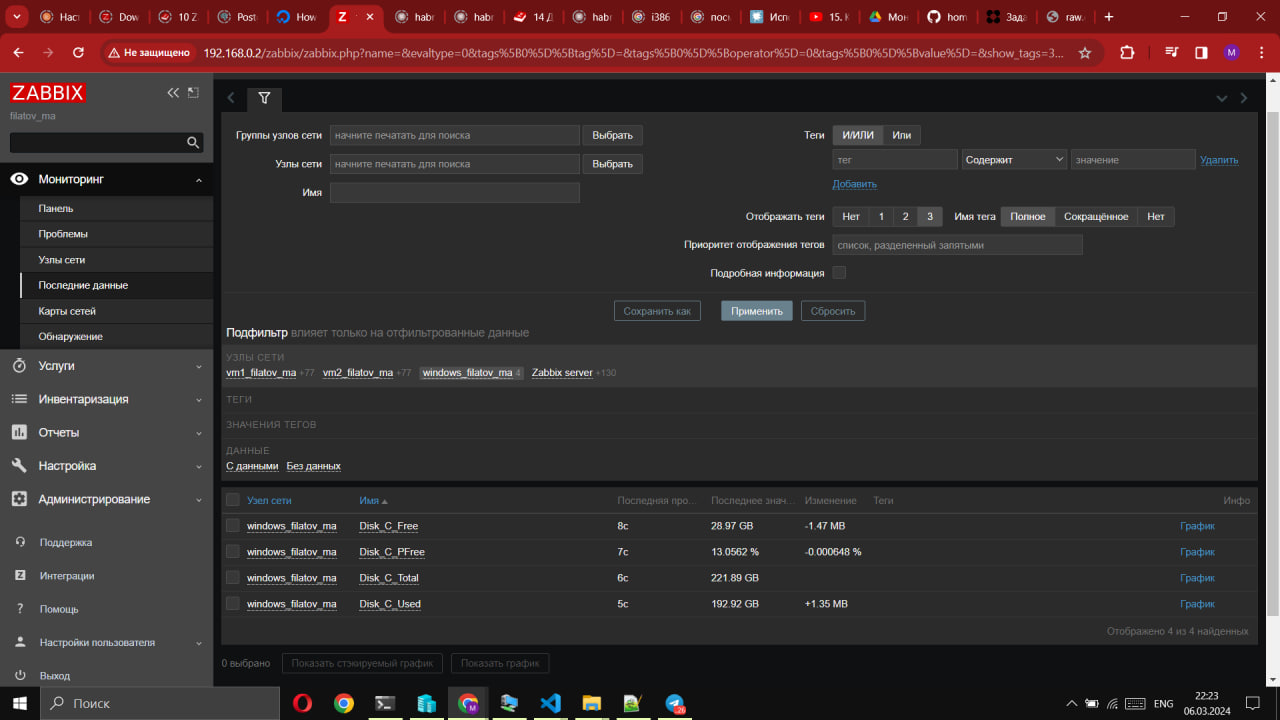 Наст
Dow
10 Z
Post
How
Z
habr
habr
14 Д
habr
i386
посм
Испо
15. К
Мон
hom
Зада
raw.c
Не защищено
192.168.0.2/zabbix/zabbix.php?name=&evaltype=0&tags%5B0%5D%5Btag%5D=&tags%5B0%5D%5Boperator%5D=0&tags%5B0%5D%5Bvalue%5D=&show_tags=3...
M
ZABBIX
filatov_ma
Мониторинг
Панель
Проблемы
Узлы сети
Последние данные
Карты сетей
Обнаружение
Услуги
Инвентаризация
Отчеты
Настройка
Администрирование
Поддержка
Z Интеграции
? Помощь
Настройки пользователя
Выход
Группы узлов сети начните печатать для поиска Выбрать
Узлы сети начните печатать для поиска Выбрать
Имя
Теги И/ИЛИ Или
тег Содержит значение Удалить
Добавить
Отображать теги Нет 1 2 3 Имя тега Полное Сокращённое Нет
Приоритет отображения тегов список, разделенный запятыми
Подробная информация
Сохранить как Применить Сбросить
Подфильтр влияет только на отфильтрованные данные
УЗЛЫ СЕТИ
vm1_filatov_ma +77 vm2_filatov_ma +77 windows_filatov_ma 4 Zabbix server +130
ТЕГИ
ЗНАЧЕНИЯ ТЕГОВ
ДАННЫЕ
С данными Без данных
Узел сети Имя Последняя про... Последнее знач... Изменение Теги Инфо
windows_filatov_ma Disk_C_Free 8с 28.97 GB -1.47 MB График
windows_filatov_ma Disk_C_PFree 7с 13.0562 % -0.000648 % График
windows_filatov_ma Disk_C_Total 6с 221.89 GB График
windows_filatov_ma Disk_C_Used 5с 192.92 GB +1.35 MB График
Отображено 4 из 4 найденных
0 выбрано Показать стэкируемый график Показать график
Поиск
M
26
ENG
22:23
06.03.2024